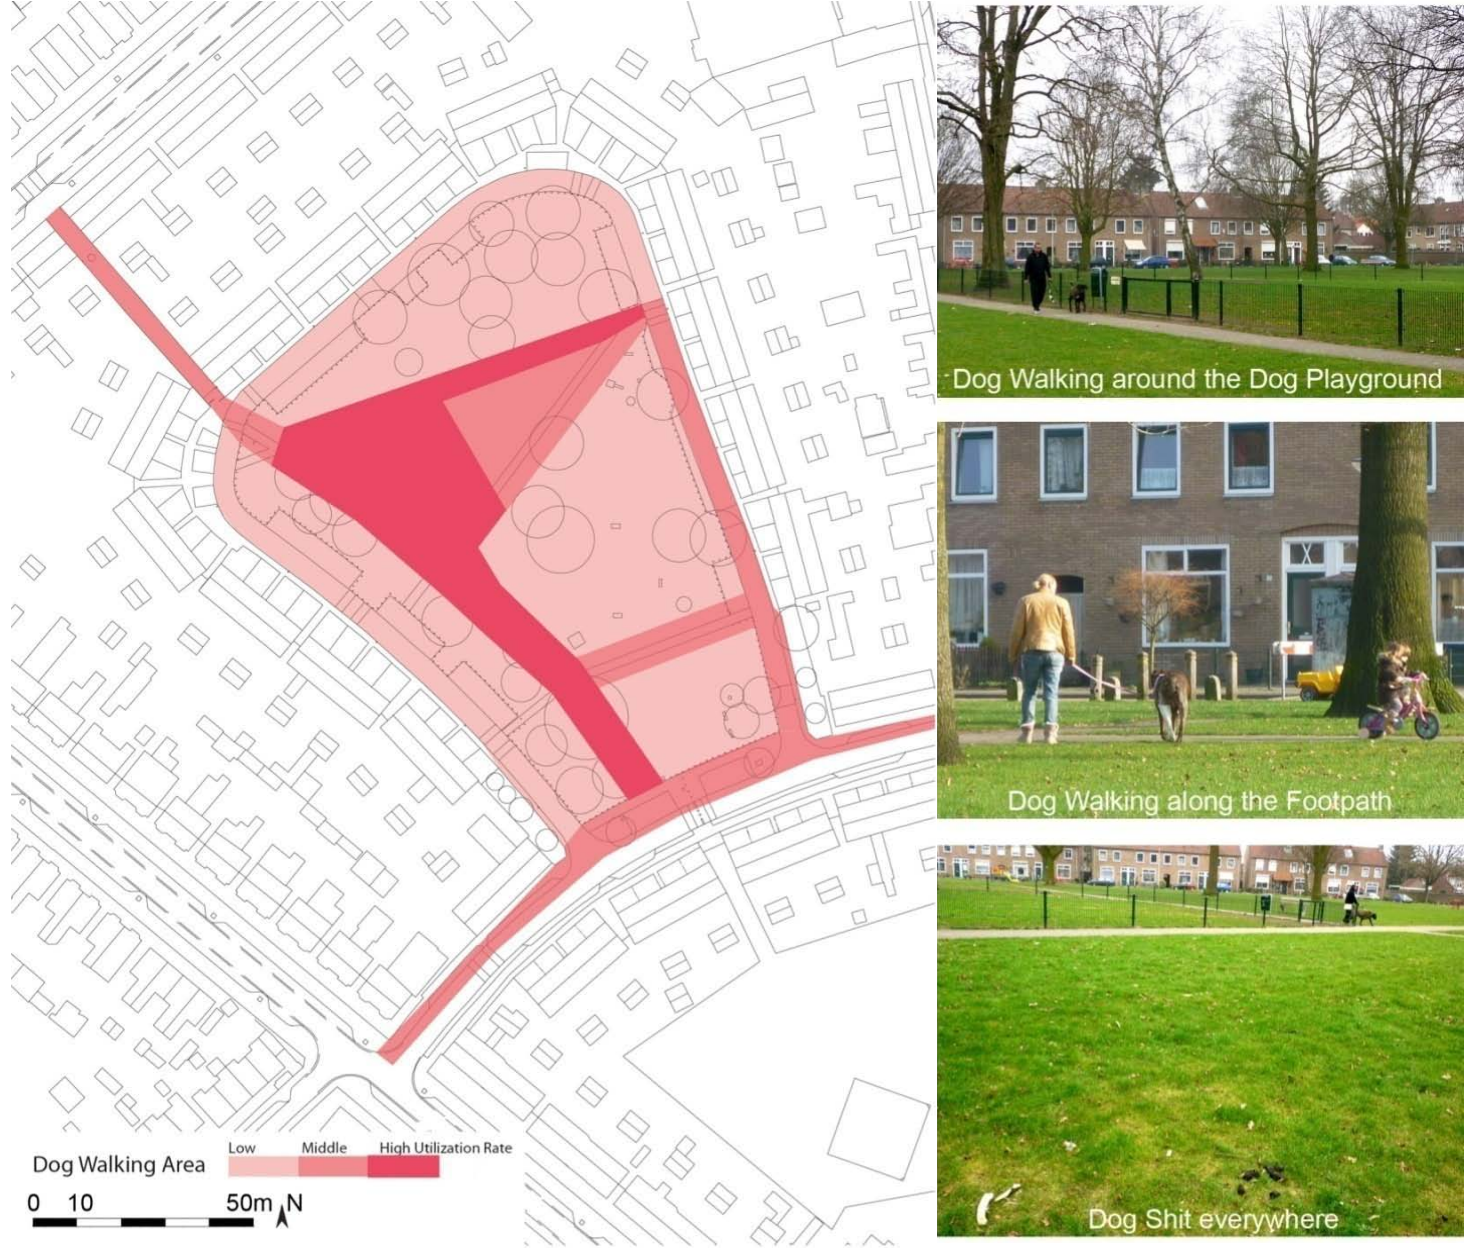 Dog Walking around the Dog Playground
Dog Walking along the Footpath
Dog Shit everywhere
Low Middle High Utilization Rate
Dog Walking Area
0 10 50m N